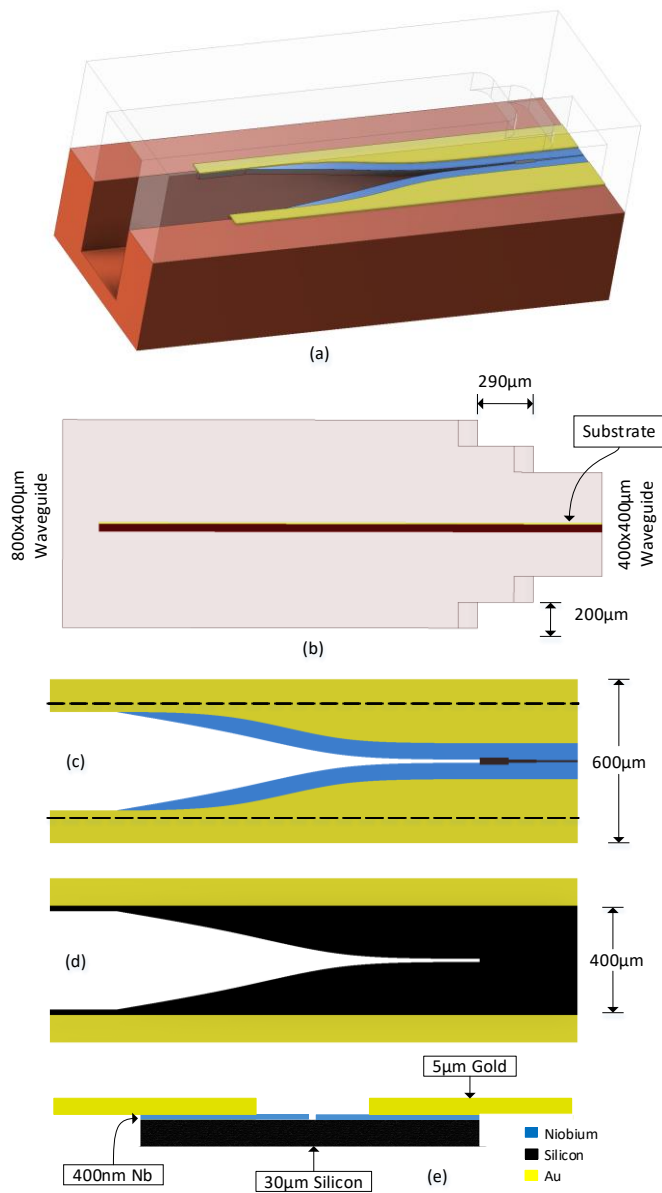 (a)
290µm
Substrate
800x400µm
Waveguide
400x400µm
Waveguide
200µm
(b)
(c)
600µm
(d)
400µm
5µm Gold
400nm Nb
30µm Silicon
(e)
Niobium
Silicon
Au